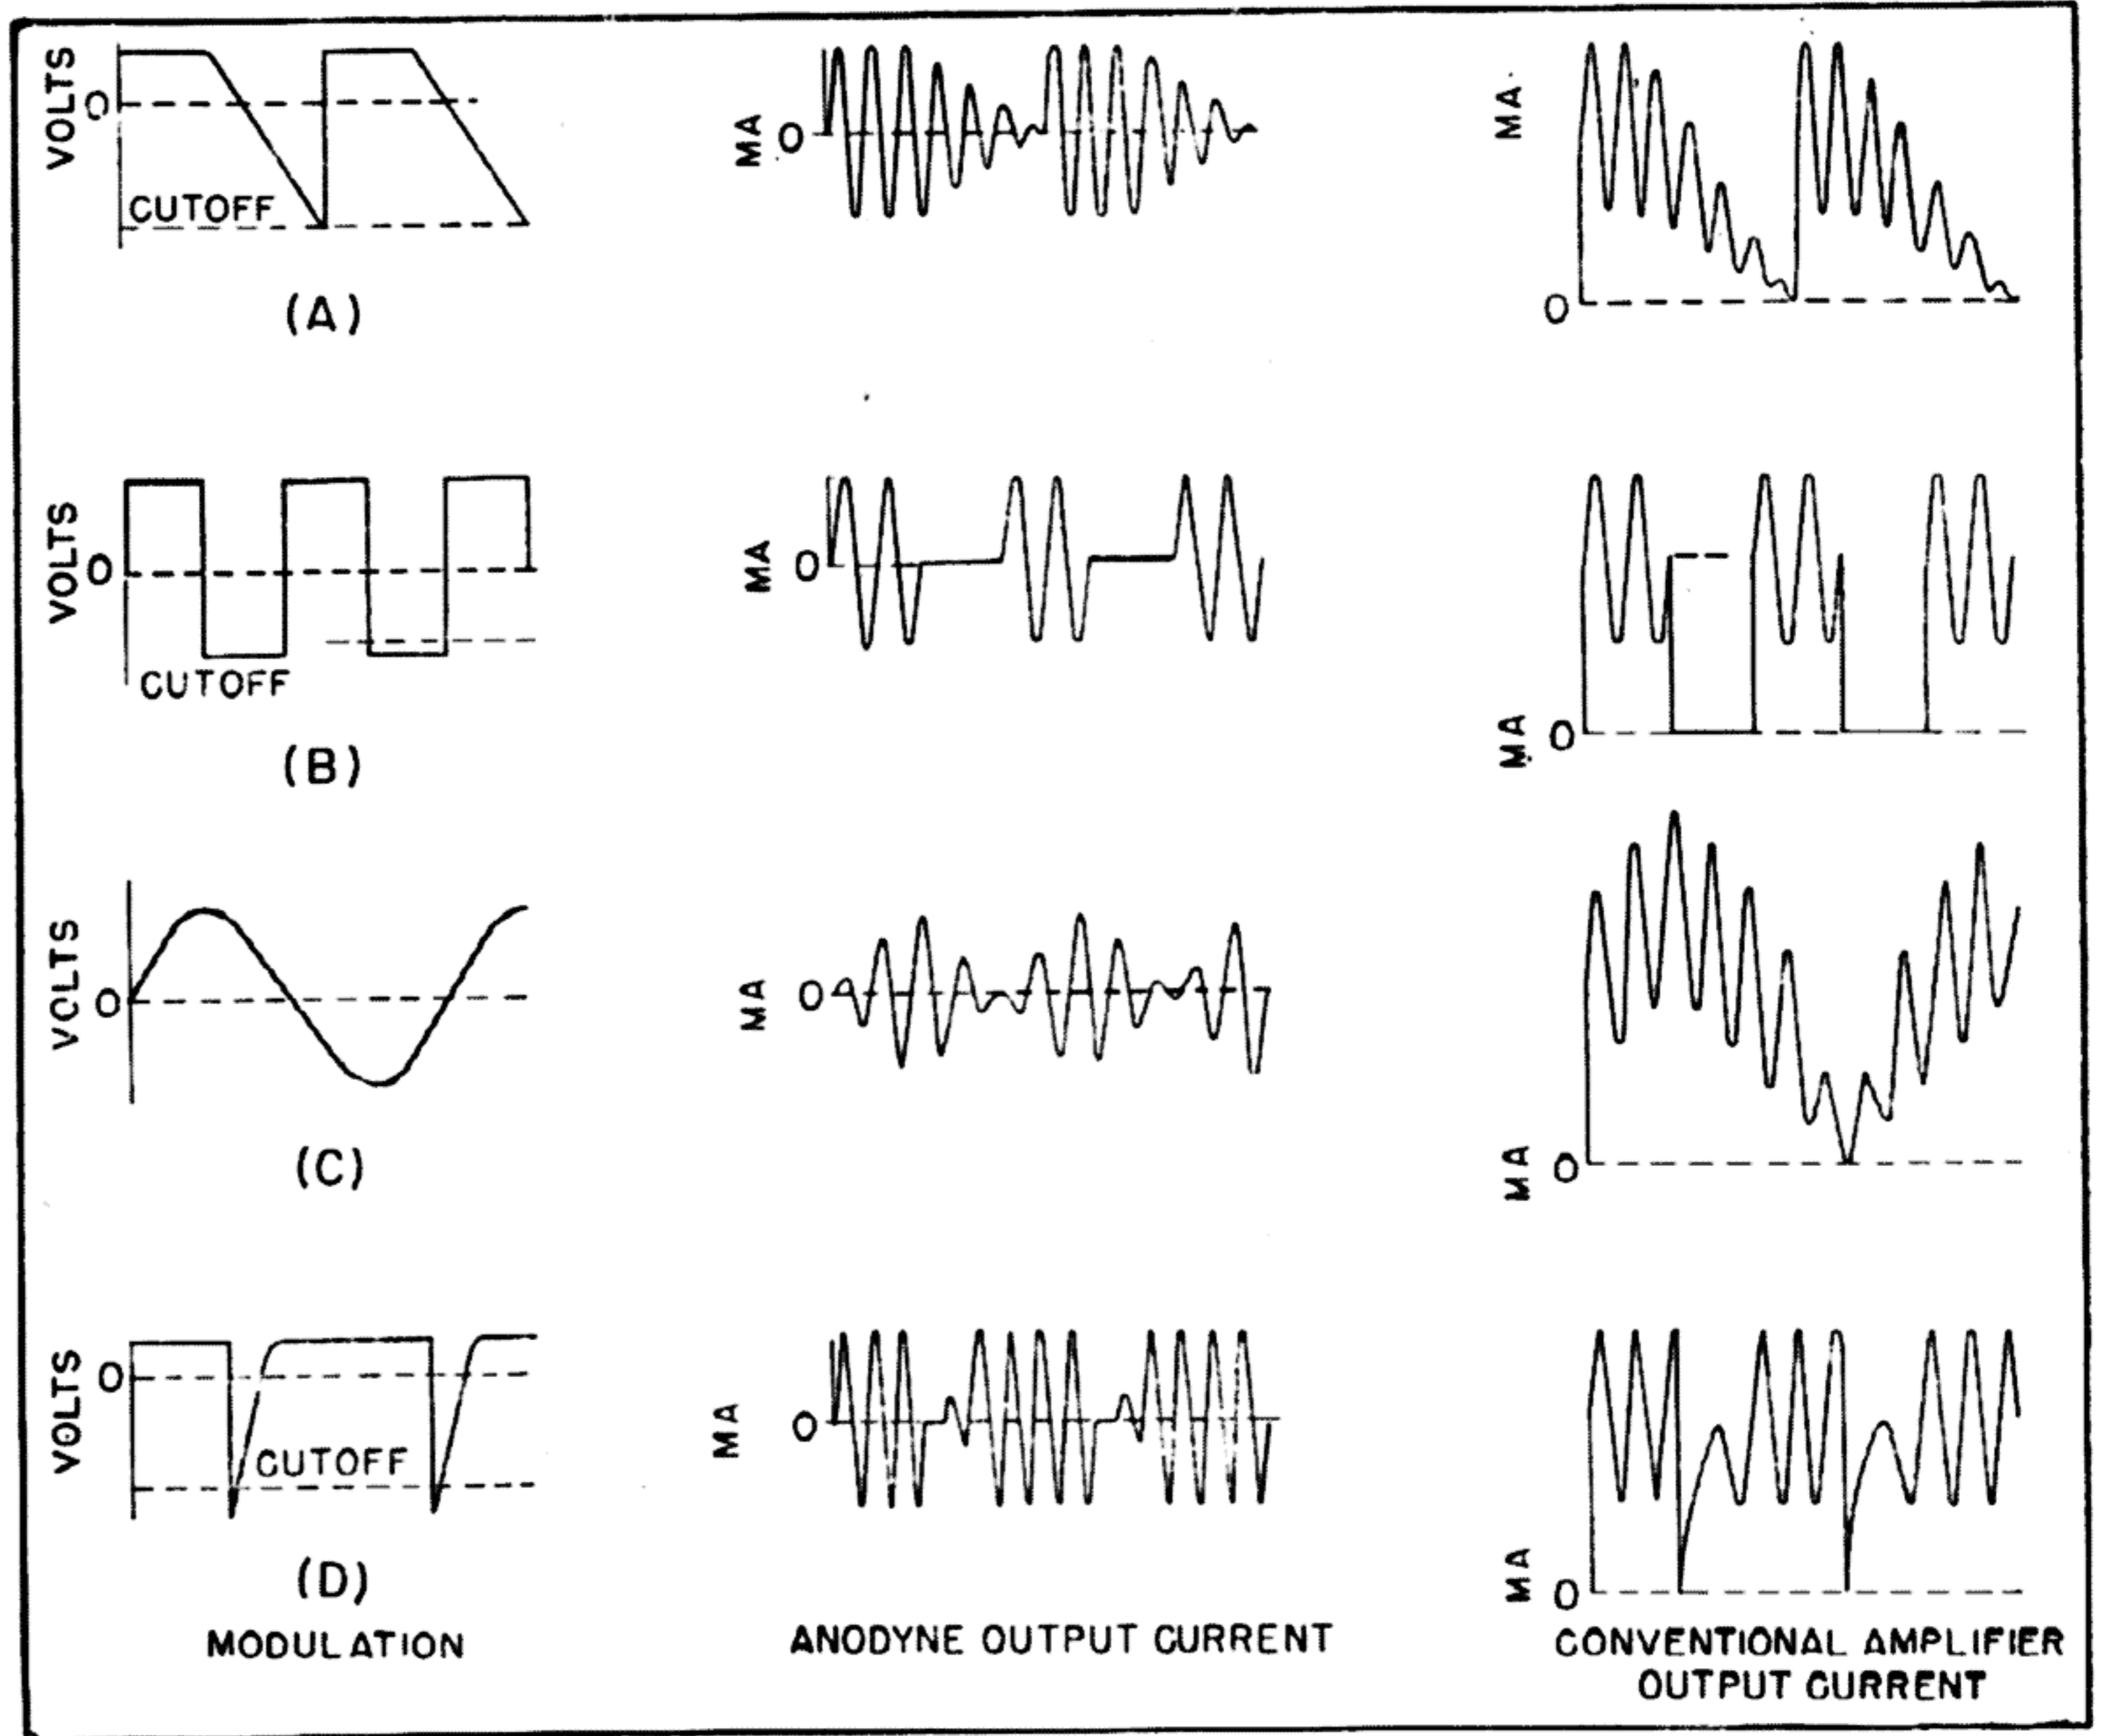 VOLTS
0
CUTOFF
MA
0
MA
0
(A)
VOLTS
0
CUTOFF
MA
0
MA
0
(B)
VOLTS
0
MA
0
MA
0
(C)
VOLTS
0
CUTOFF
MA
0
MA
0
(D)
MODULATION
ANODYNE OUTPUT CURRENT
CONVENTIONAL AMPLIFIER
OUTPUT CURRENT